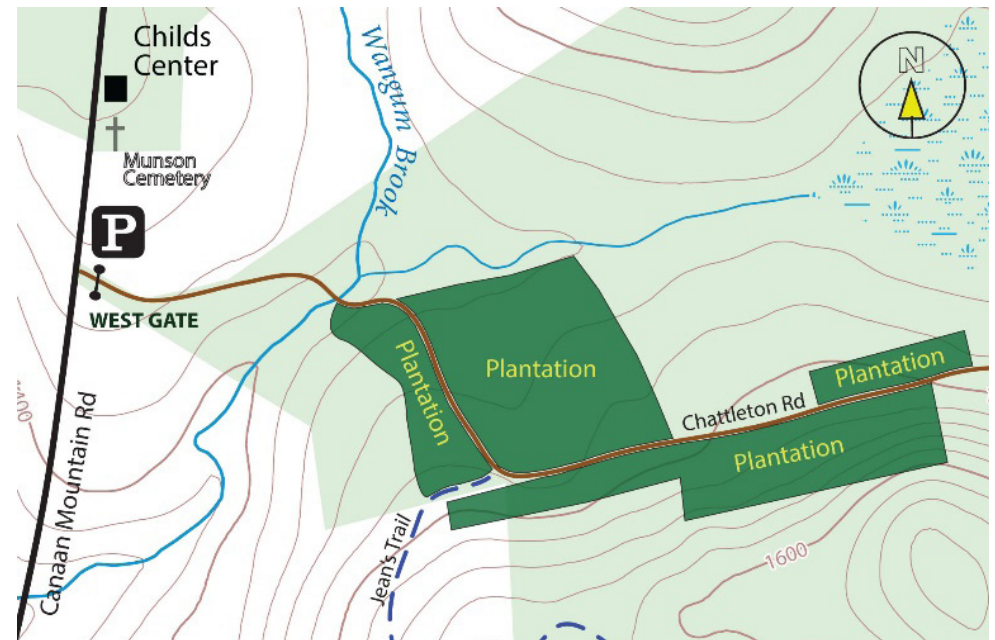 Childs
Center
Munson
Cemetery
P
WEST GATE
Canaan Mountain Rd
Wangum Brook
N
Plantation
Plantation
Plantation
Chattleton Rd
Plantation
Jean's Trail
1600